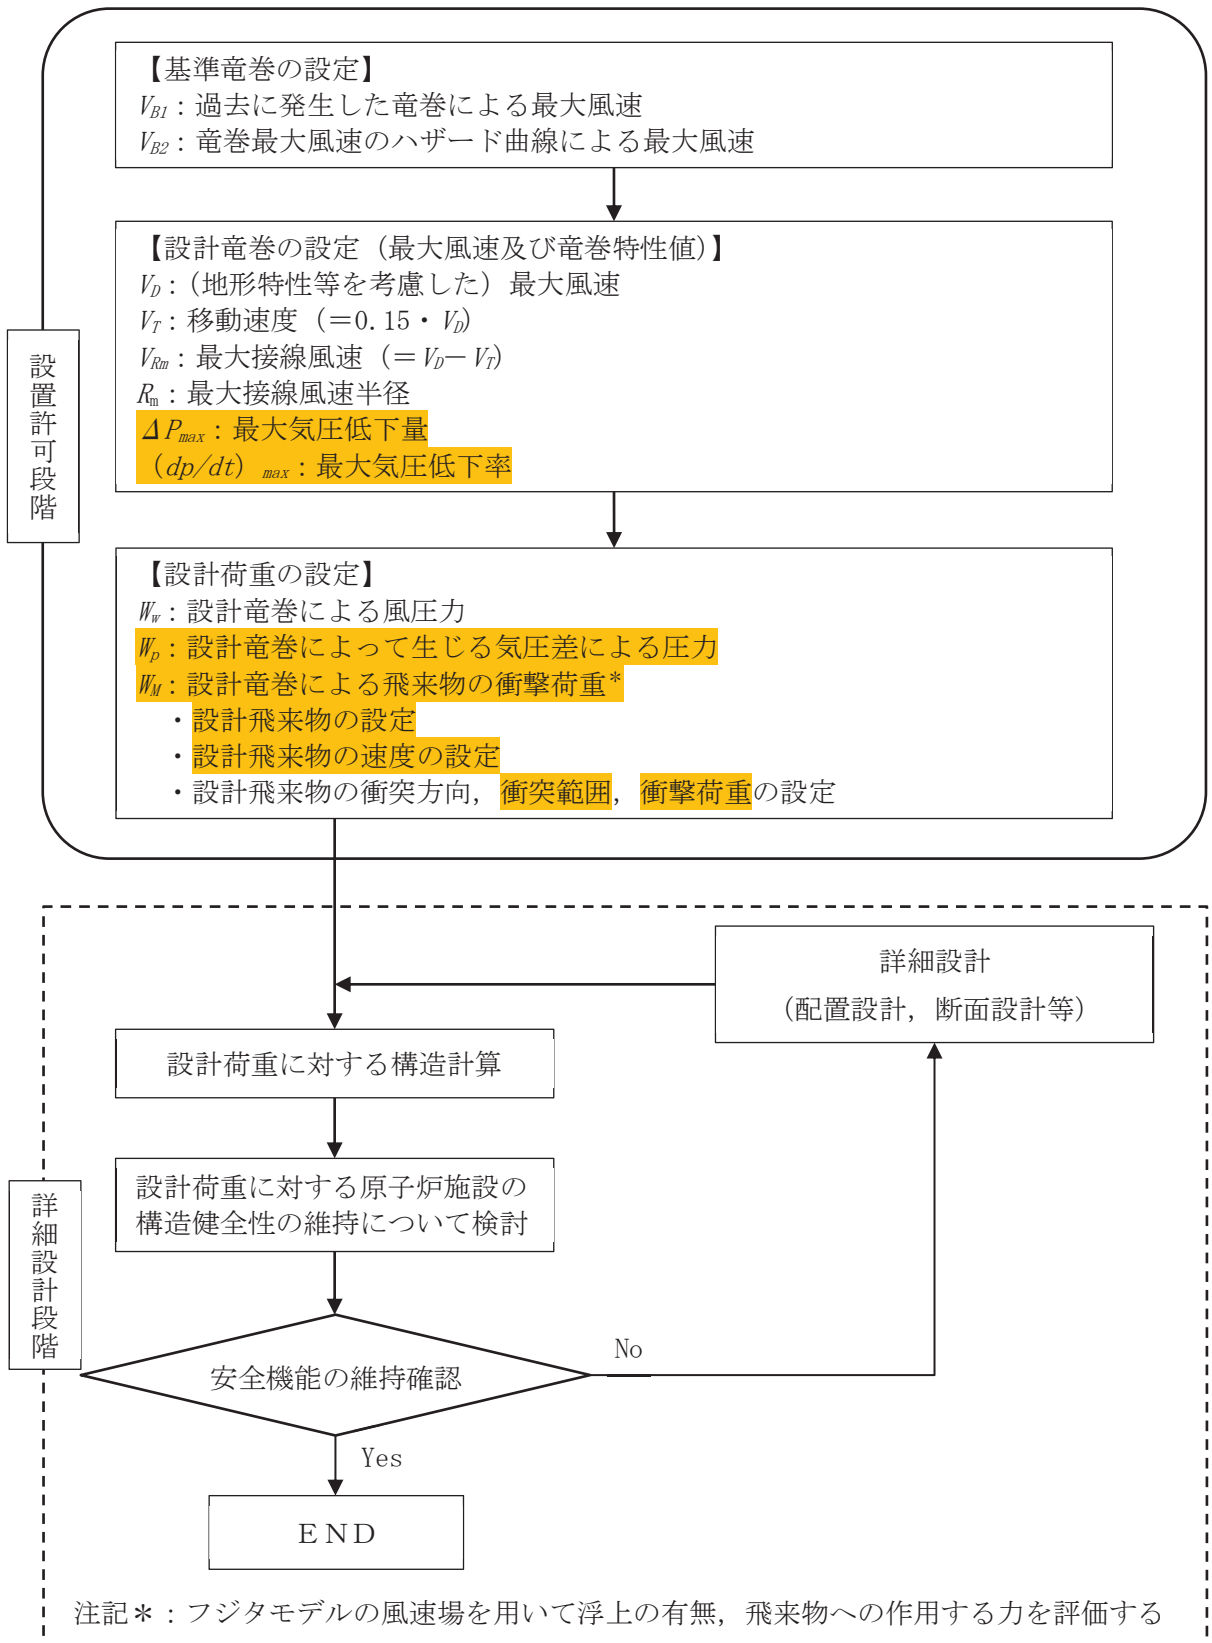 【基準竜巻の設定】
V_B1：過去に発生した竜巻による最大風速
V_B2：竜巻最大風速のハザード曲線による最大風速
【設計竜巻の設定（最大風速及び竜巻特性値）】
V_D：（地形特性等を考慮した）最大風速
V_T：移動速度（＝0.15・V_D）
V_Rm：最大接線風速（＝V_D－V_T）
R_m：最大接線風速半径
ΔP_max：最大気圧低下量
（dp/dt）_max：最大気圧低下率
設置許可段階
【設計荷重の設定】
W_w：設計竜巻による風圧力
W_p：設計竜巻によって生じる気圧差による圧力
W_M：設計竜巻による飛来物の衝撃荷重*
・設計飛来物の設定
・設計飛来物の速度の設定
・設計飛来物の衝突方向，衝突範囲，衝撃荷重の設定
詳細設計
（配置設計，断面設計等）
設計荷重に対する構造計算
設計荷重に対する原子炉施設の
構造健全性の維持について検討
詳細設計段階
安全機能の維持確認
No
Yes
ＥＮＤ
注記＊：フジタモデルの風速場を用いて浮上の有無，飛来物への作用する力を評価する